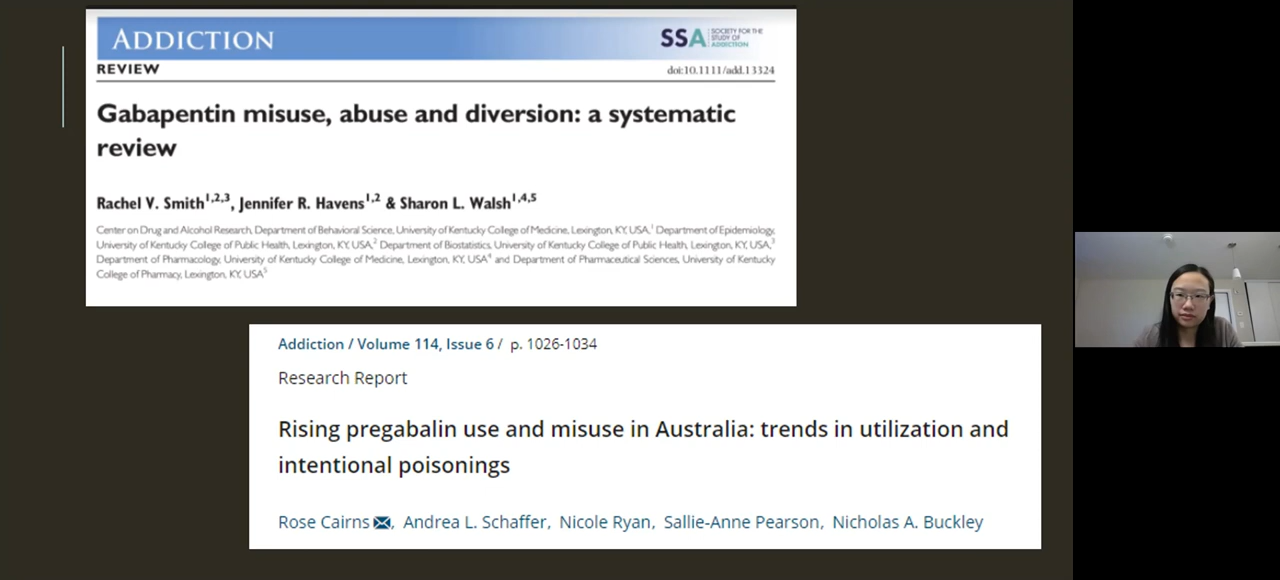 ADDICTION
SSA SOCIETY FOR THE STUDY OF ADDICTION
REVIEW
doi:10.1111/add.13324
Gabapentin misuse, abuse and diversion: a systematic
review
Rachel V. Smith1,2,3, Jennifer R. Havens1,2 & Sharon L. Walsh1,4,5
Center on Drug and Alcohol Research, Department of Behavioral Science, University of Kentucky College of Medicine, Lexington, KY, USA,1 Department of Epidemiology,
University of Kentucky College of Public Health, Lexington, KY, USA,2 Department of Biostatistics, University of Kentucky College of Public Health, Lexington, KY, USA,3
Department of Pharmacology, University of Kentucky College of Medicine, Lexington, KY, USA4 and Department of Pharmaceutical Sciences, University of Kentucky
College of Pharmacy, Lexington, KY, USA5
Addiction / Volume 114, Issue 6 / p. 1026-1034
Research Report
Rising pregabalin use and misuse in Australia: trends in utilization and
intentional poisonings
Rose Cairns, Andrea L. Schaffer, Nicole Ryan, Sallie-Anne Pearson, Nicholas A. Buckley